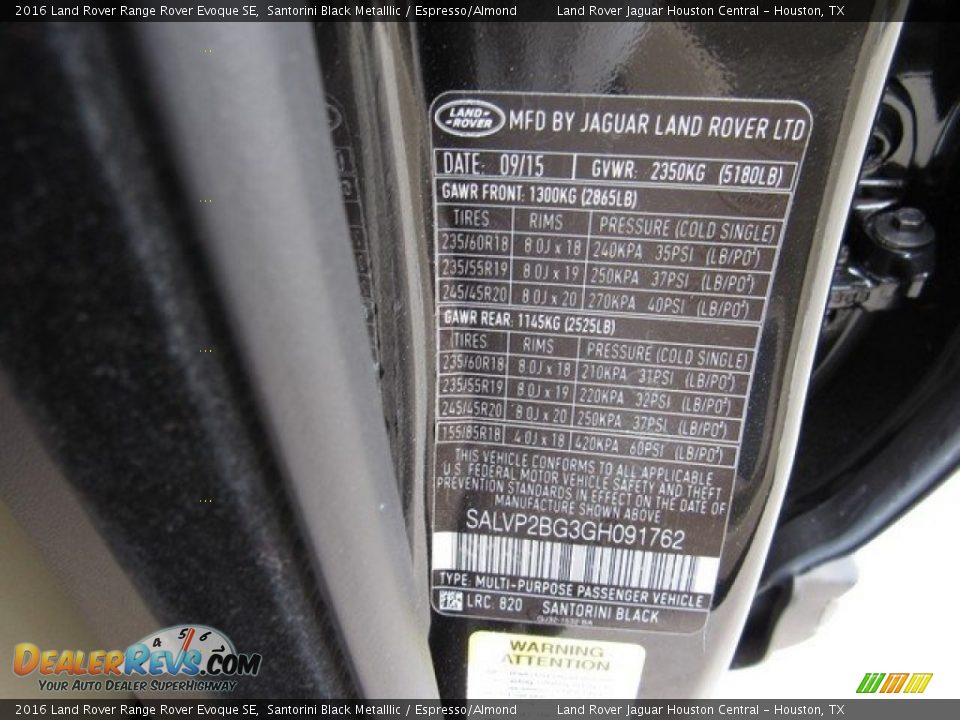 2016 Land Rover Range Rover Evoque SE,  Santorini Black Metalllic / Espresso/Almond    Land Rover Jaguar Houston Central - Houston, TX
LAND-
-ROVER MFD BY JAGUAR LAND ROVER LTD
DATE: 09/15 GVWR: 2350KG (5180LB)
GAWR FRONT: 1300KG (2865LB)
TIRES RIMS PRESSURE (COLD SINGLE)
235/60R18 8.0J x 18 240KPA 35PSI (LB/PO²)
235/55R19 8.0J x 19 250KPA 37PSI (LB/PO²)
245/45R20 8.0J x 20 270KPA 40PSI (LB/PO²)
GAWR REAR: 1145KG (2525LB)
TIRES RIMS PRESSURE (COLD SINGLE)
235/60R18 8.0J x 18 210KPA 31PSI (LB/PO²)
235/55R19 8.0J x 19 220KPA 32PSI (LB/PO²)
245/45R20 8.0J x 20 250KPA 37PSI (LB/PO²)
155/85R18 4.0J x 18 420KPA 60PSI (LB/PO²)
THIS VEHICLE CONFORMS TO ALL APPLICABLE
U.S. FEDERAL MOTOR VEHICLE SAFETY AND THEFT
PREVENTION STANDARDS IN EFFECT ON THE DATE OF
MANUFACTURE SHOWN ABOVE
SALVP2BG3GH091762
TYPE: MULTI-PURPOSE PASSENGER VEHICLE
LRC: 820 SANTORINI BLACK
WARNING
ATTENTION
4 5 6
DEALERREVS.COM
YOUR AUTO DEALER SUPERHIGHWAY
2016 Land Rover Range Rover Evoque SE,  Santorini Black Metalllic / Espresso/Almond    Land Rover Jaguar Houston Central - Houston, TX